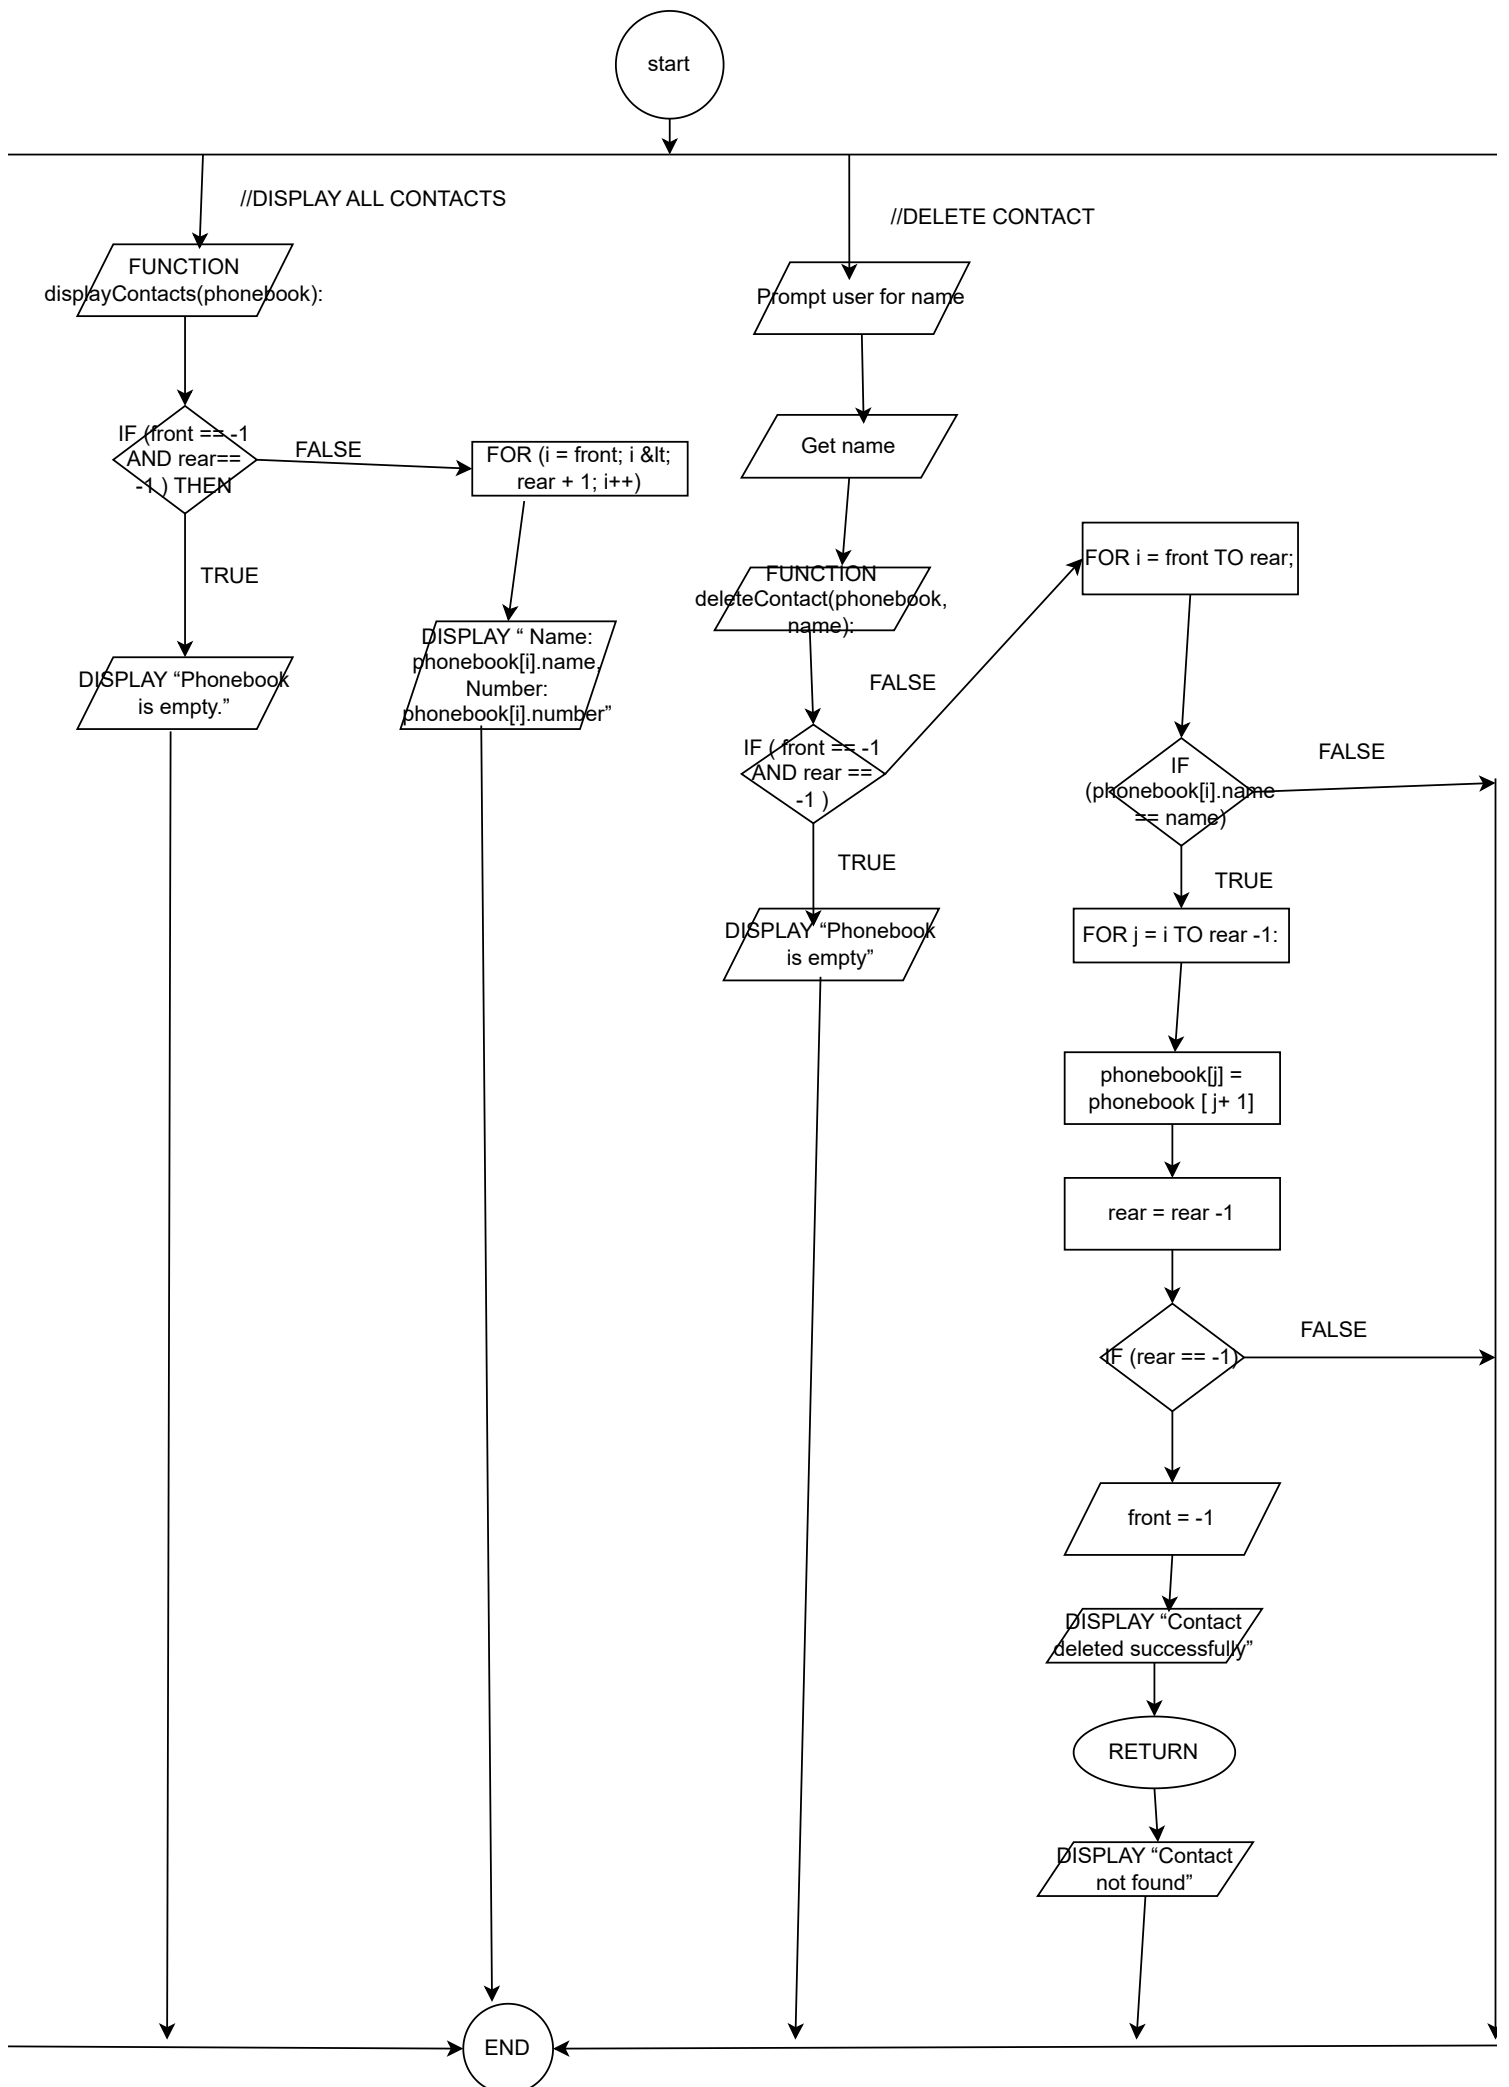 start
//DISPLAY ALL CONTACTS
FUNCTION
displayContacts(phonebook):
IF (front == -1
AND rear==
-1 ) THEN
FALSE
FOR (i = front; i &lt;
rear + 1; i++)
TRUE
DISPLAY “Phonebook
is empty.”
DISPLAY “ Name:
phonebook[i].name,
Number:
phonebook[i].number”
//DELETE CONTACT
Prompt user for name
Get name
FUNCTION
deleteContact(phonebook,
name):
FALSE
IF ( front == -1
AND rear ==
-1 )
TRUE
DISPLAY “Phonebook
is empty”
FOR i = front TO rear;
IF
(phonebook[i].name
== name)
FALSE
TRUE
FOR j = i TO rear -1:
phonebook[j] =
phonebook [ j+ 1]
rear = rear -1
IF (rear == -1)
FALSE
front = -1
DISPLAY “Contact
deleted successfully”
RETURN
DISPLAY “Contact
not found”
END